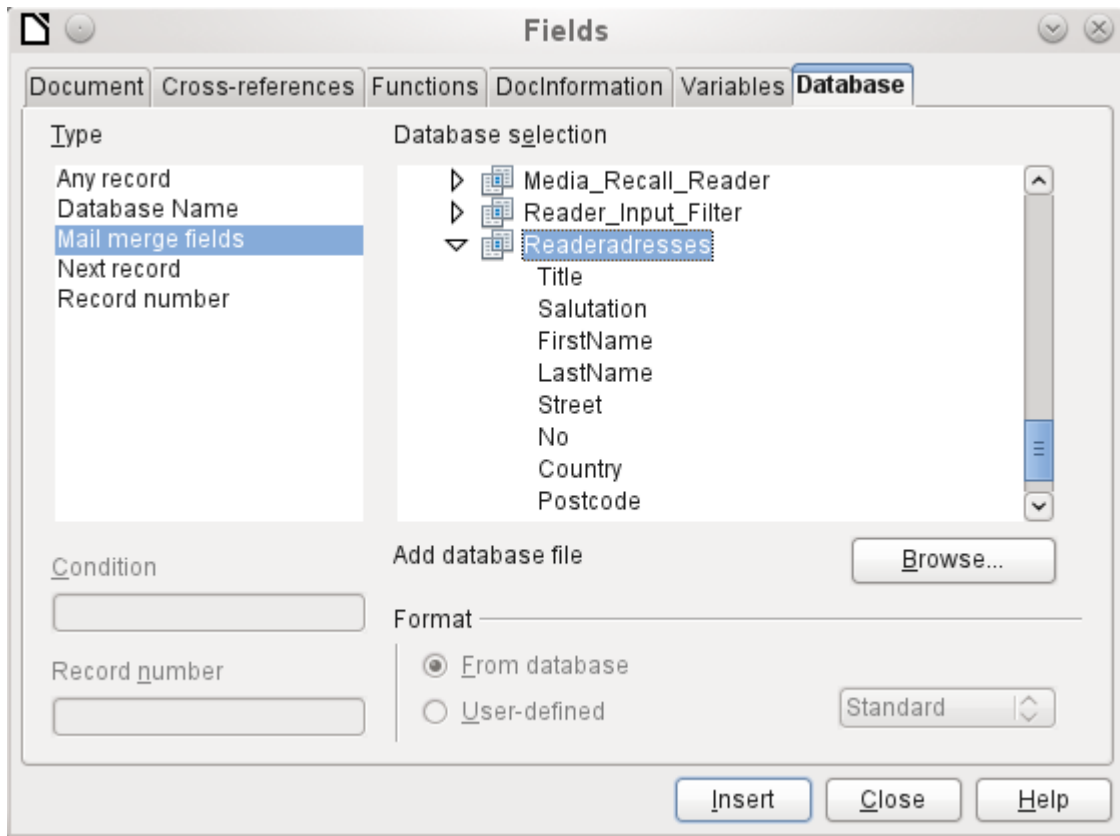 Fields
Document Cross-references Functions DocInformation Variables Database
Type
Any record
Database Name
Mail merge fields
Next record
Record number
Database selection
Media_Recall_Reader
Reader_Input_Filter
Readeradresses
Title
Salutation
FirstName
LastName
Street
No
Country
Postcode
Condition
Record number
Add database file
Browse...
Format
From database
User-defined
Standard
Insert Close Help